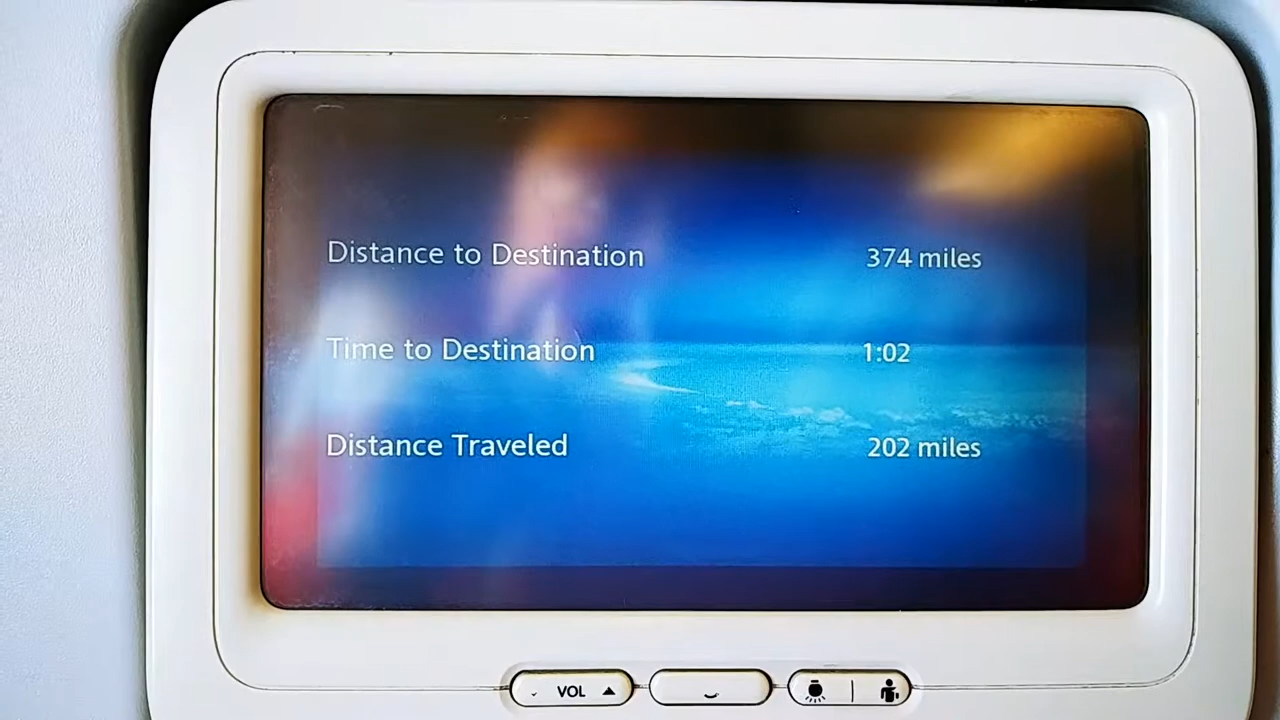 Distance to Destination 374 miles
Time to Destination 1:02
Distance Traveled 202 miles
VOL